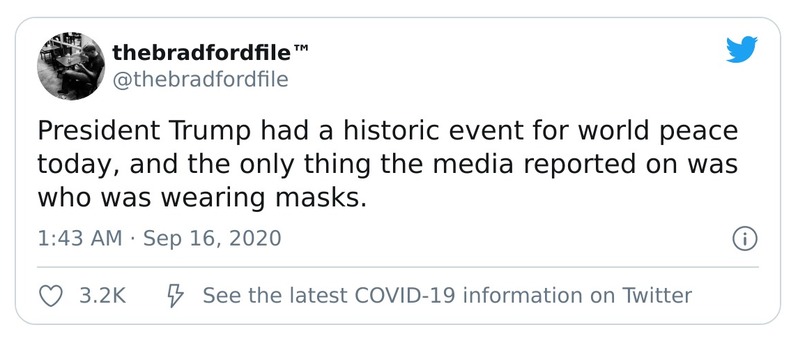 thebradfordfile™
@thebradfordfile
President Trump had a historic event for world peace
today, and the only thing the media reported on was
who was wearing masks.
1:43 AM · Sep 16, 2020
3.2K See the latest COVID-19 information on Twitter